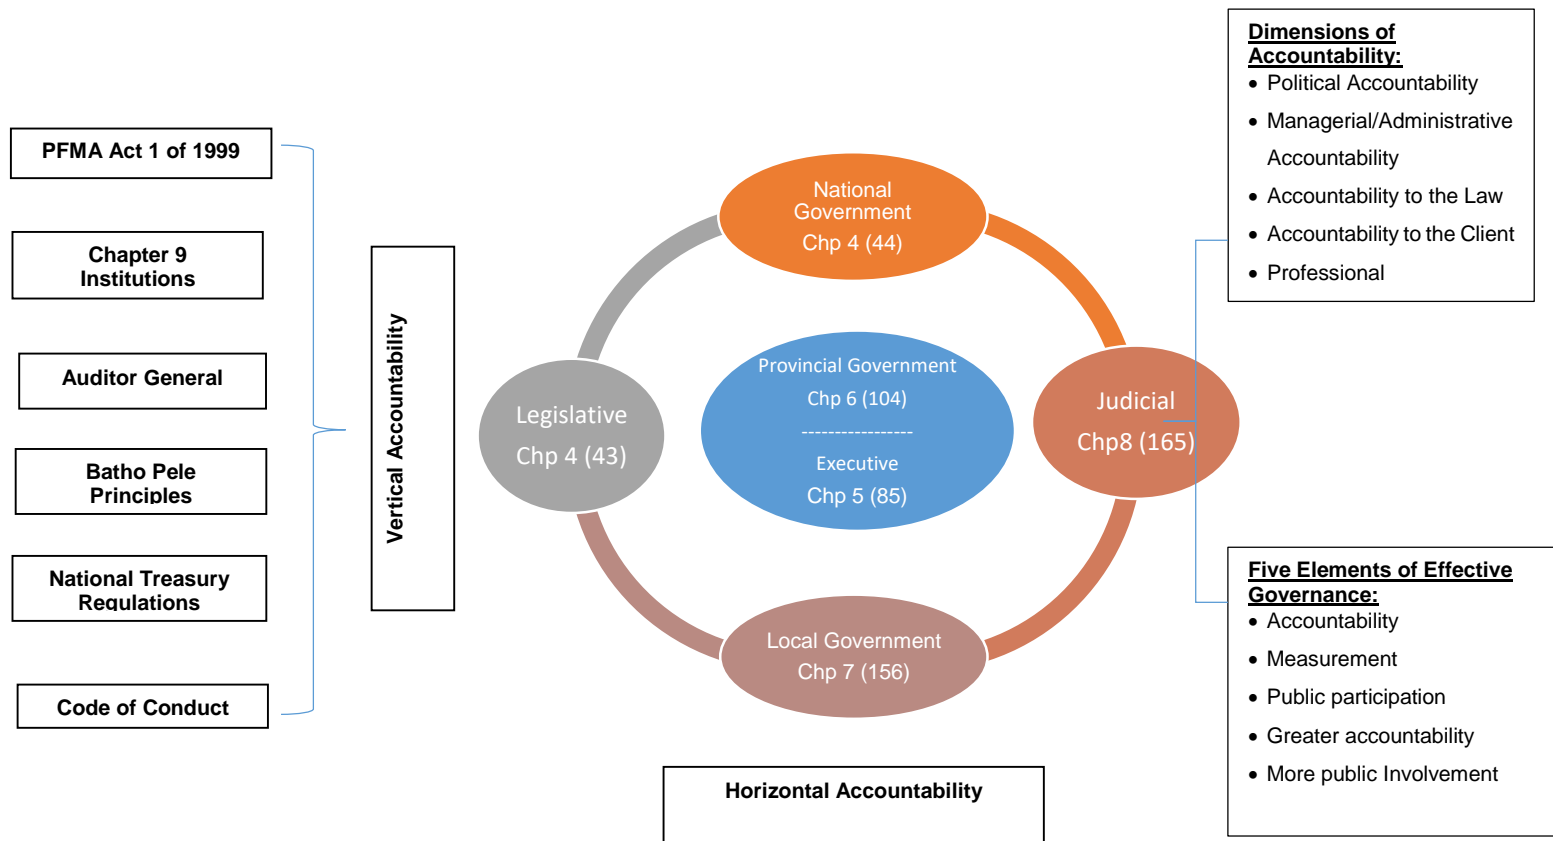 PFMA Act 1 of 1999
Chapter 9
Institutions
Auditor General
Batho Pele
Principles
National Treasury
Regulations
Code of Conduct
Vertical Accountability
National
Government
Chp 4 (44)
Legislative
Chp 4 (43)
Provincial Government
Chp 6 (104)
-----------------
Executive
Chp 5 (85)
Judicial
Chp8 (165)
Local Government
Chp 7 (156)
Horizontal Accountability
Dimensions of
Accountability:
• Political Accountability
• Managerial/Administrative
Accountability
• Accountability to the Law
• Accountability to the Client
• Professional
Five Elements of Effective
Governance:
• Accountability
• Measurement
• Public participation
• Greater accountability
• More public Involvement